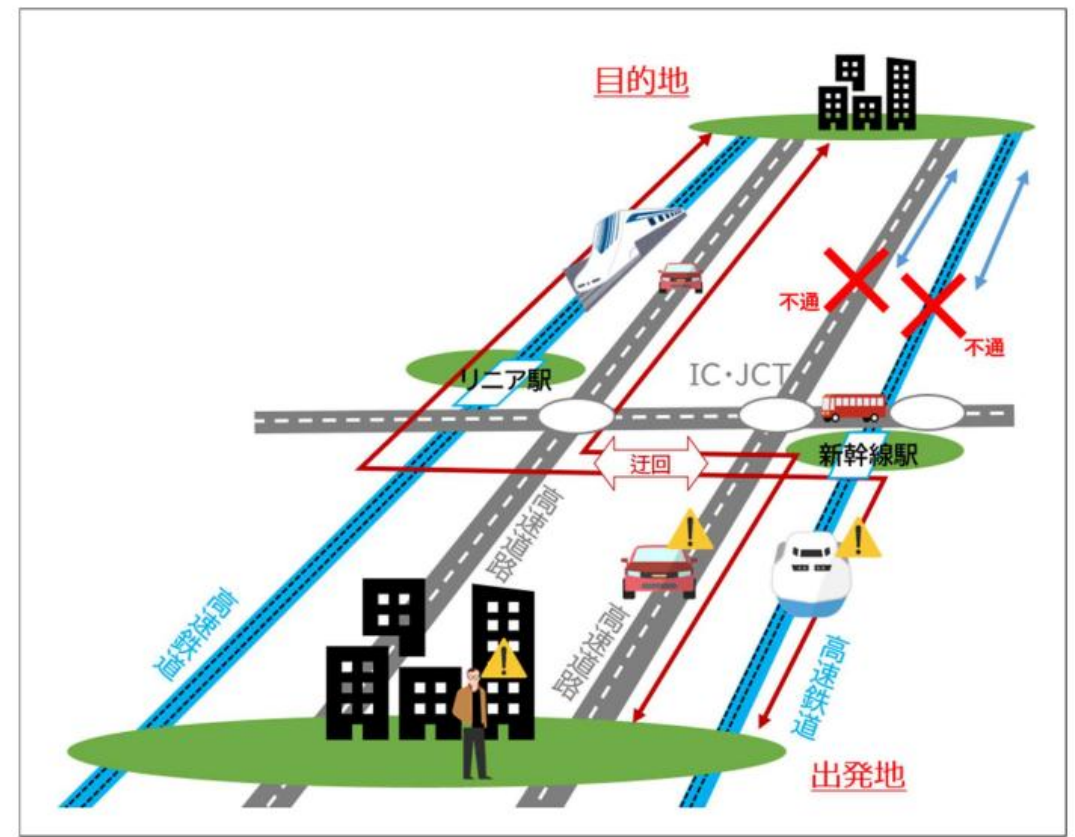 目的地
不通
不通
リニア駅
IC・JCT
新幹線駅
迂回
高速道路
高速道路
高速鉄道
高速鉄道
出発地